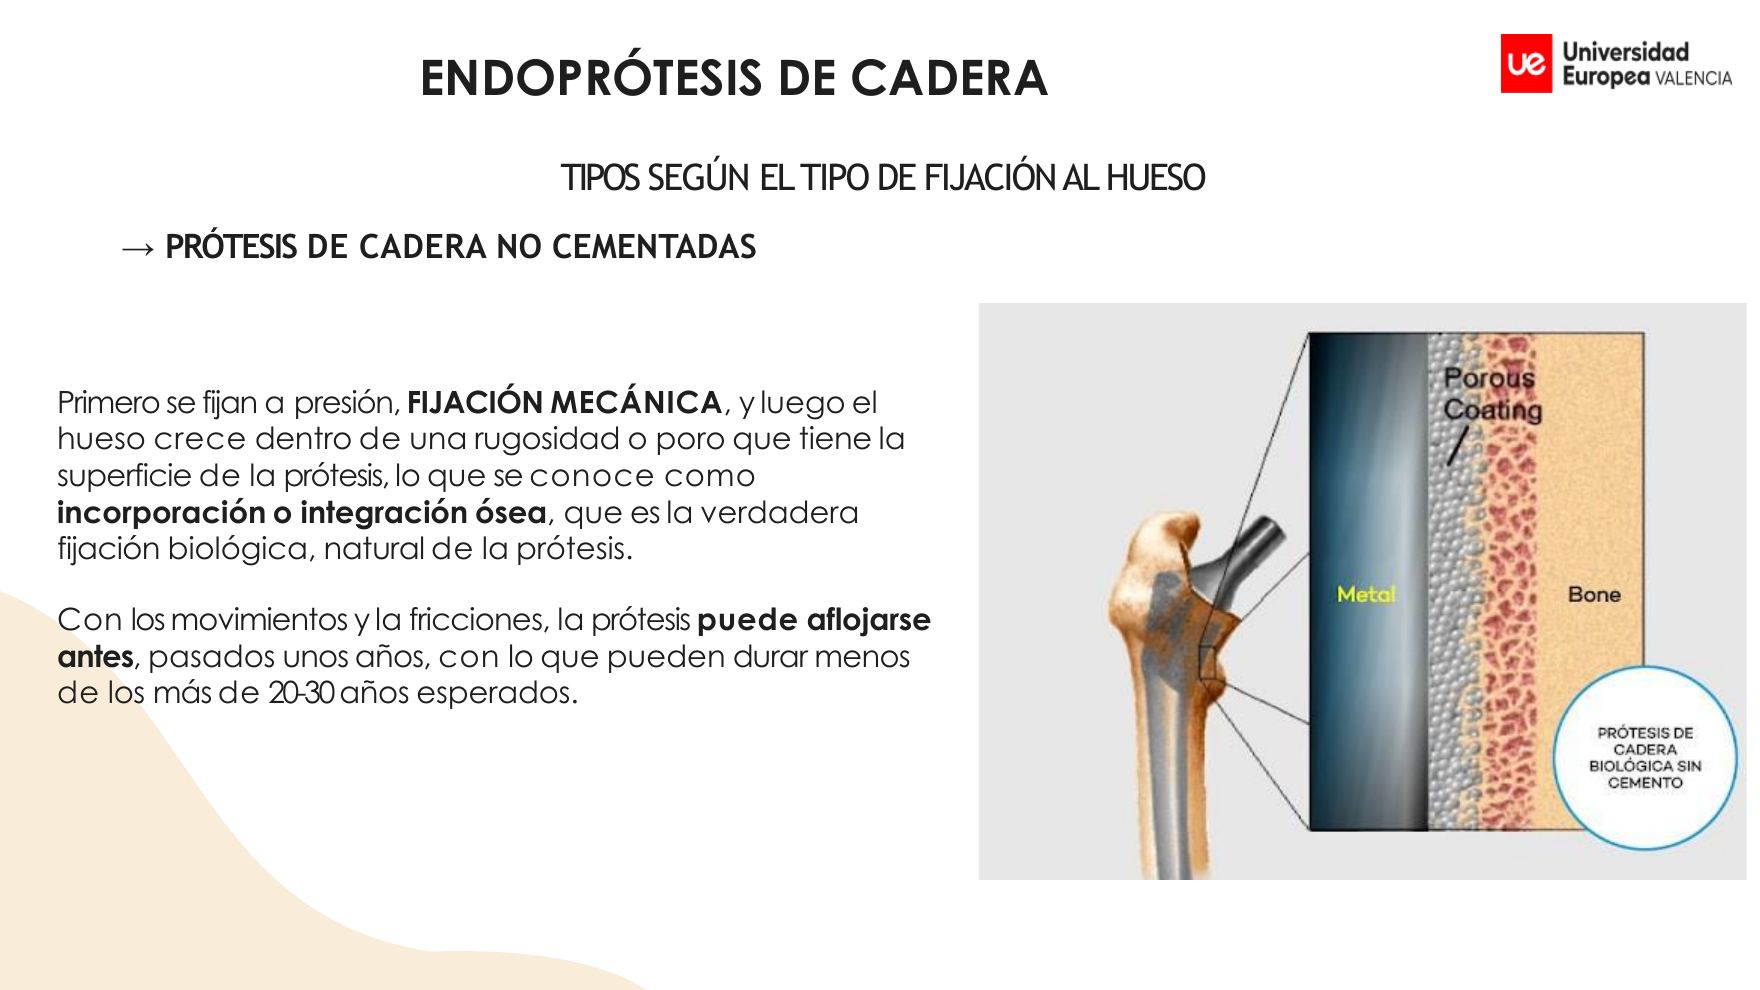 ENDOPRÓTESIS DE CADERA
ue Universidad
Europea VALENCIA
TIPOS SEGÚN EL TIPO DE FIJACIÓN AL HUESO
→ PRÓTESIS DE CADERA NO CEMENTADAS
Primero se fijan a presión, FIJACIÓN MECÁNICA, y luego el
hueso crece dentro de una rugosidad o poro que tiene la
superficie de la prótesis, lo que se conoce como
incorporación o integración ósea, que es la verdadera
fijación biológica, natural de la prótesis.
Con los movimientos y la fricciones, la prótesis puede aflojarse
antes, pasados unos años, con lo que pueden durar menos
de los más de 20-30 años esperados.
Porous
Coating
Metal
Bone
PRÓTESIS DE
CADERA
BIOLÓGICA SIN
CEMENTO